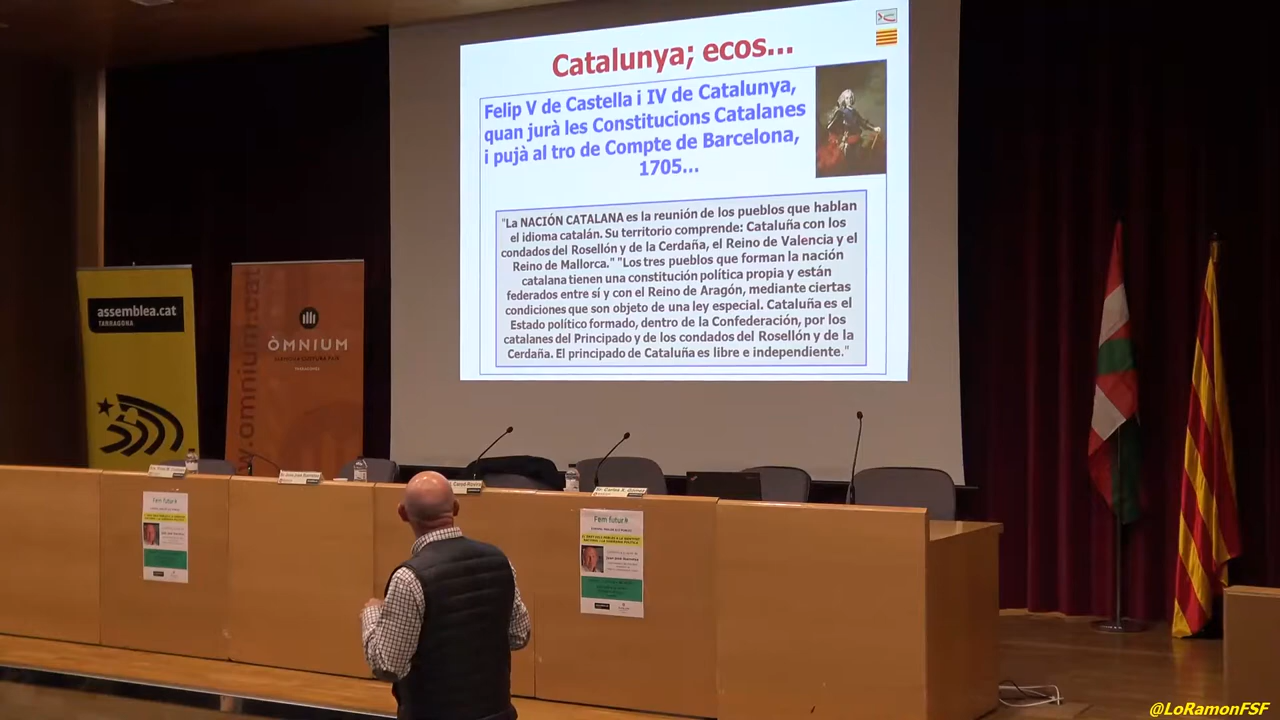 Catalunya; ecos...
Felip V de Castella i IV de Catalunya,
quan jurà les Constitucions Catalanes
i pujà al tro de Compte de Barcelona,
1705...
"La NACIÓN CATALANA es la reunión de los pueblos que hablan
el idioma catalán. Su territorio comprende: Cataluña con los
condados del Rosellón y de la Cerdaña, el Reino de Valencia y el
Reino de Mallorca." "Los tres pueblos que forman la nación
catalana tienen una constitución política propia y están
federados entre sí y con el Reino de Aragón, mediante ciertas
condiciones que son objeto de una ley especial. Cataluña es el
Estado político formado, dentro de la Confederación, por los
catalanes del Principado y de los condados del Rosellón y de la
Cerdaña. El principado de Cataluña es libre e independiente."
assemblea.cat
TARRAGONA
w.omnium.cat
ÒMNIUM
Fem futur
Fem futur
@LoRamonFSF